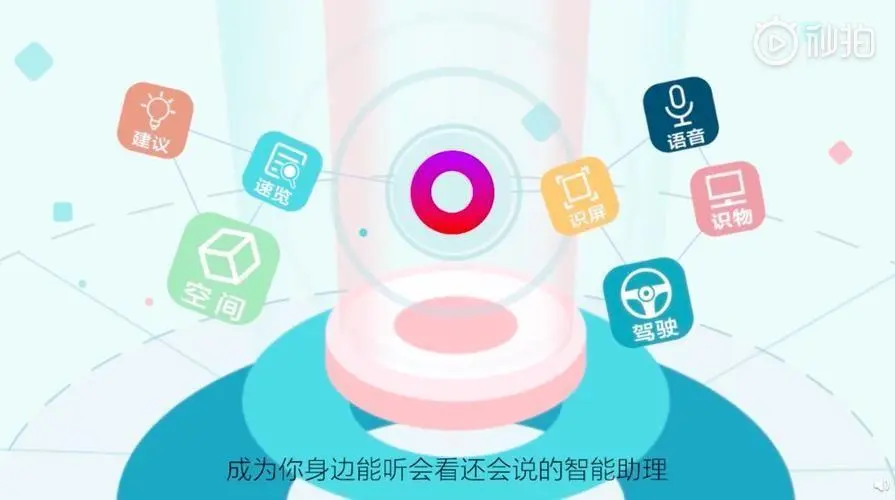 秒拍
建议
速览
空间
语音
识屏
识物
驾驶
成为你身边能听会看还会说的智能助理